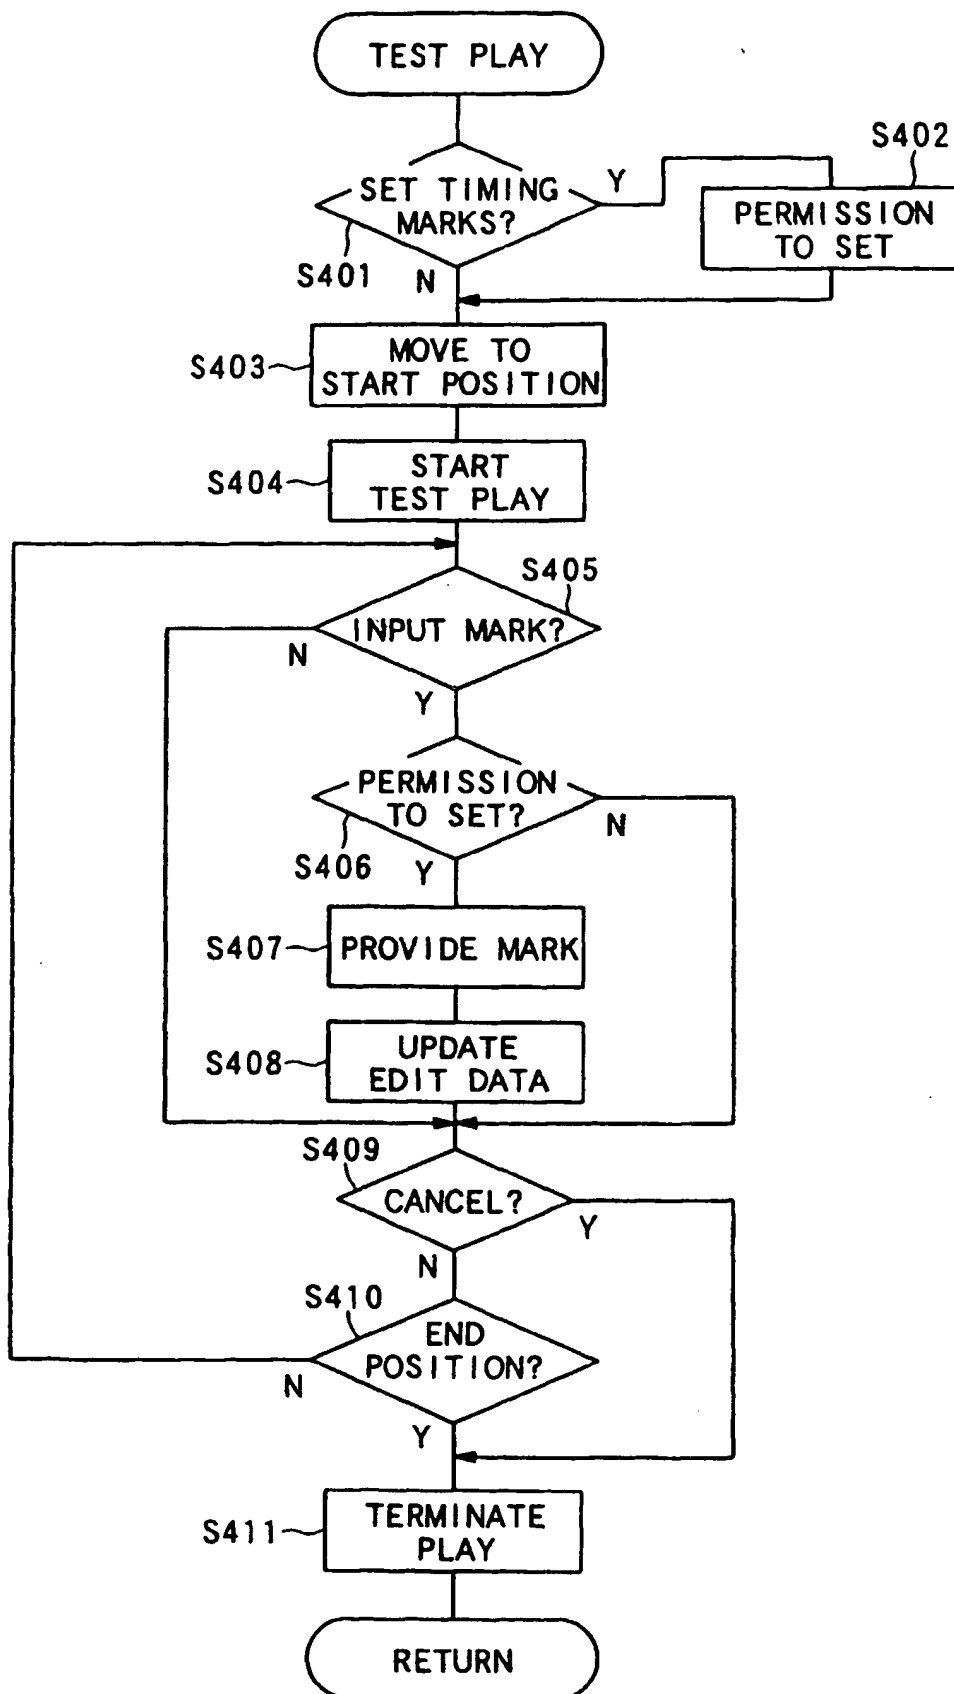 TEST PLAY
S402
SET TIMING
MARKS?
Y
PERMISSION
TO SET
S401
N
S403
MOVE TO
START POSITION
S404
START
TEST PLAY
S405
INPUT MARK?
N
Y
PERMISSION
TO SET?
N
S406
Y
S407
PROVIDE MARK
S408
UPDATE
EDIT DATA
S409
CANCEL?
Y
N
S410
END
POSITION?
N
Y
S411
TERMINATE
PLAY
RETURN